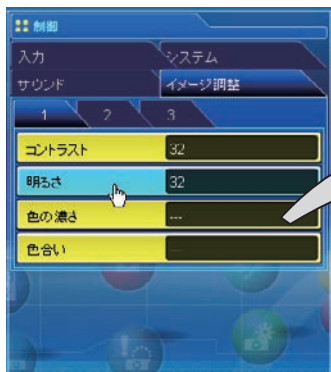 制御
入力 システム
サウンド イメージ調整
1 2 3
コントラスト 32
明るさ 32
色の濃さ ---
色合い ---